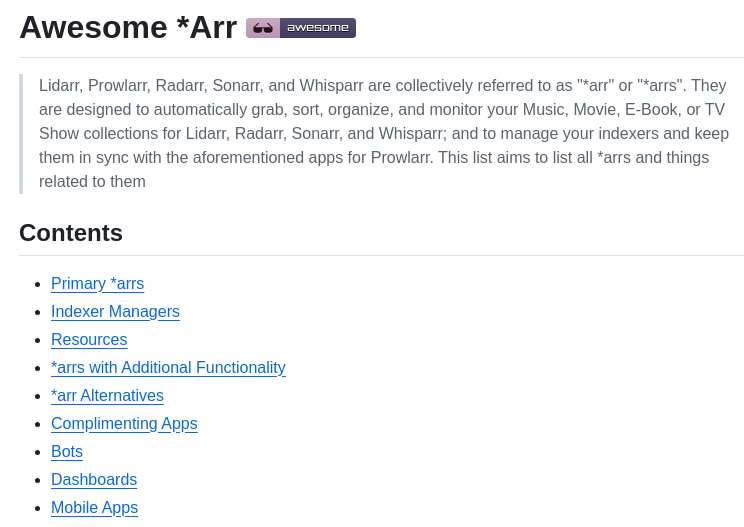 Awesome *Arr awesome
Lidarr, Prowlarr, Radarr, Sonarr, and Whisparr are collectively referred to as "*arr" or "*arrs". They
are designed to automatically grab, sort, organize, and monitor your Music, Movie, E-Book, or TV
Show collections for Lidarr, Radarr, Sonarr, and Whisparr; and to manage your indexers and keep
them in sync with the aforementioned apps for Prowlarr. This list aims to list all *arrs and things
related to them
Contents
Primary *arrs
Indexer Managers
Resources
*arrs with Additional Functionality
*arr Alternatives
Complimenting Apps
Bots
Dashboards
Mobile Apps